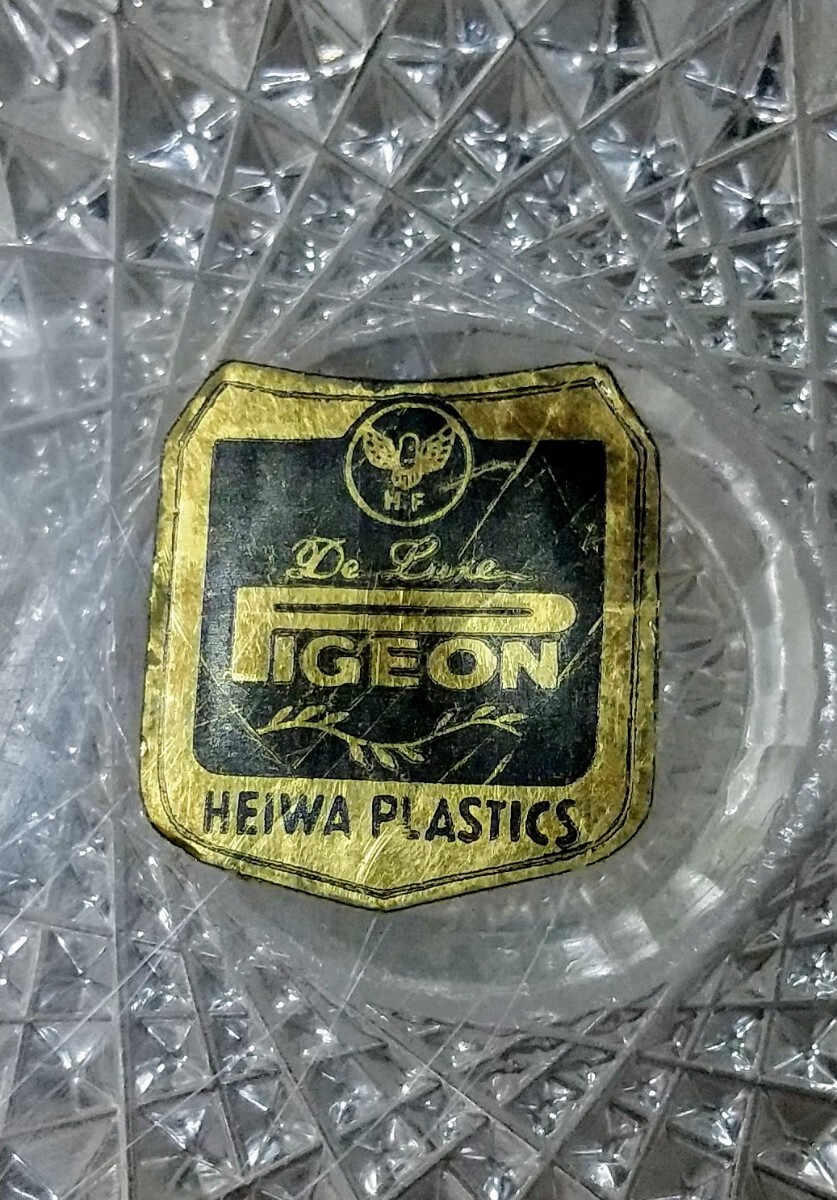 H F
De Luxe
PIGEON
HEIWA PLASTICS